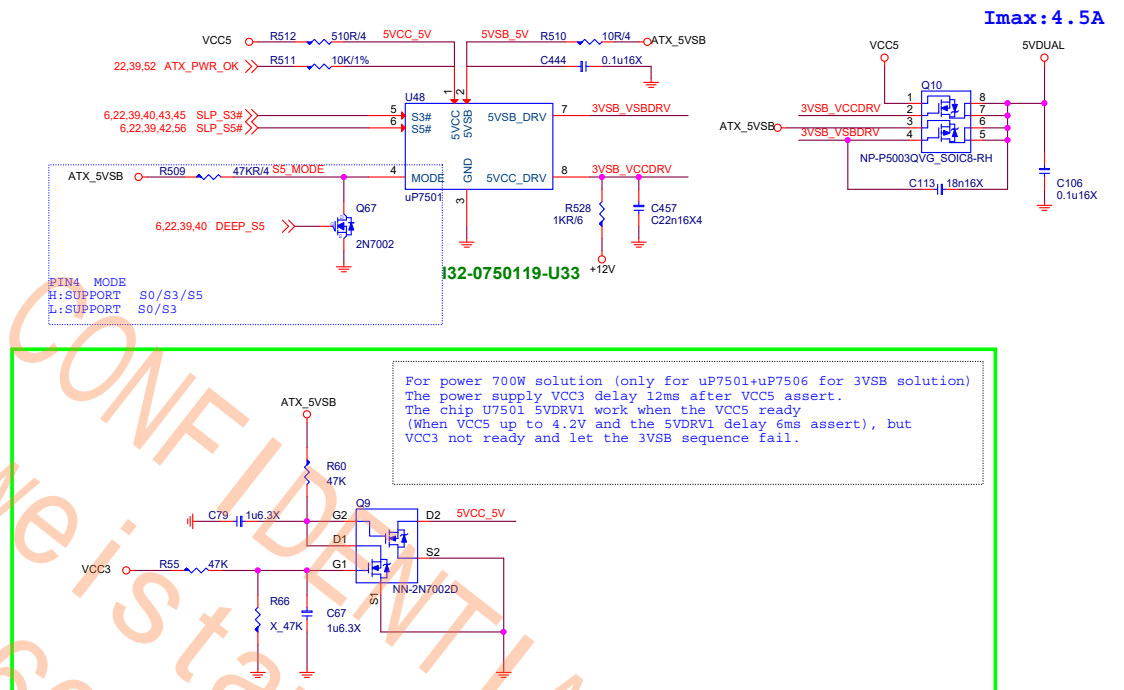 Imax:4.5A
VCC5 R512 510R/4 5VCC_5V 5VSB_5V R510 10R/4 ATX_5VSB
22,39,52 ATX_PWR_OK R511 10K/1% C444 0.1u16X
VCC5 5VDUAL
Q10
1 8
3VSB_VCCDRV 2 7
ATX_5VSB 3 6
3VSB_VSBDRV 4 5
NP-P5003QVG_SOIC8-RH
C113 18n16X
C106
0.1u16X
U48
1 2
6,22,39,40,43,45 SLP_S3# 5 S3# 5VCC 5VSB 5VSB_DRV 7 3VSB_VSBDRV
6,22,39,42,56 SLP_S5# 6 S5#
ATX_5VSB R509 47KR/4 S5_MODE 4 MODE GND 5VCC_DRV 8 3VSB_VCCDRV
uP7501
3
Q67
6,22,39,40 DEEP_S5
2N7002
R528
1KR/6
C457
C22n16X4
+12V
I32-0750119-U33
PIN4 MODE
H:SUPPORT S0/S3/S5
L:SUPPORT S0/S3
For power 700W solution (only for uP7501+uP7506 for 3VSB solution)
The power supply VCC3 delay 12ms after VCC5 assert.
The chip U7501 5VDRV1 work when the VCC5 ready
(When VCC5 up to 4.2V and the 5VDRV1 delay 6ms assert), but
VCC3 not ready and let the 3VSB sequence fail.
ATX_5VSB
R60
47K
Q9
C79 1u6.3X G2 D2 5VCC_5V
D1
S2
VCC3 R55 47K G1
NN-2N7002D
S1
R66
X_47K
C67
1u6.3X
CONFIDENTIA
weista